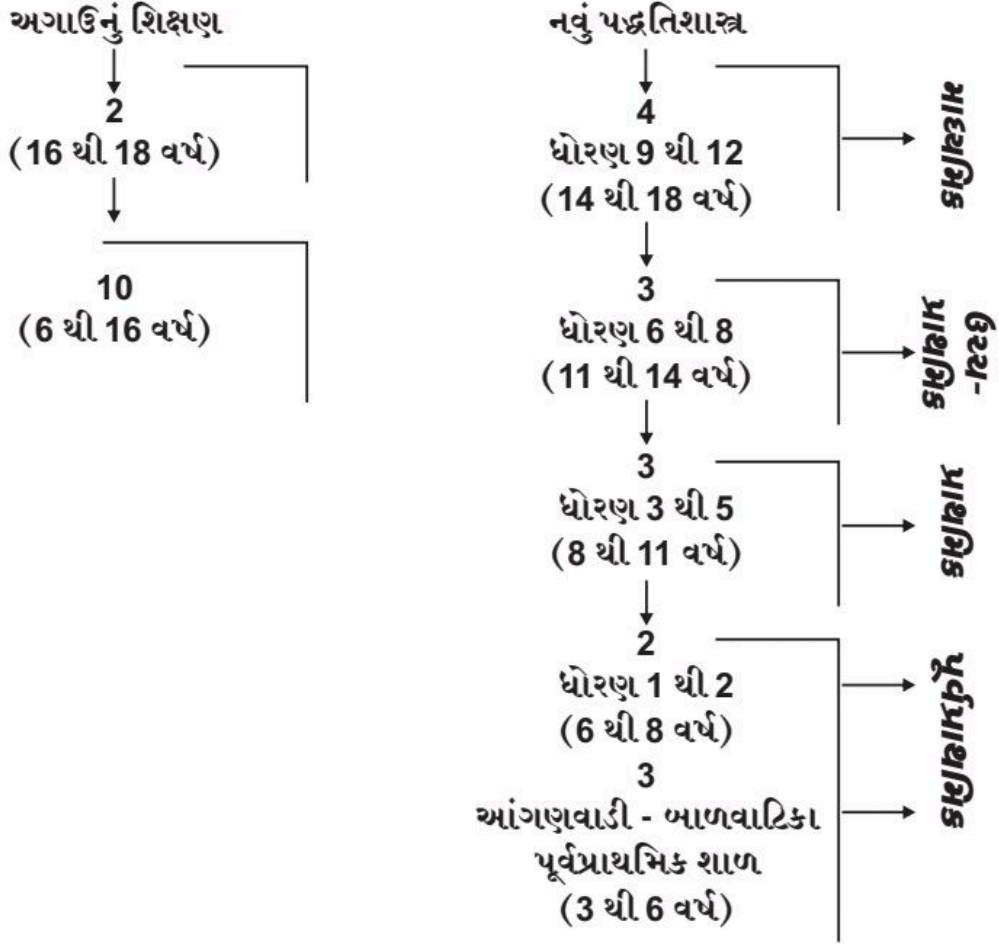 અગાઉનું શિક્ષણ
2
(16 થી 18 વર્ષ)
10
(6 થી 16 વર્ષ)
નવું પદ્ધતિશાસ્ત્ર
4
ધોરણ 9 થી 12
(14 થી 18 વર્ષ)
માધ્યમિક
3
ધોરણ 6 થી 8
(11 થી 14 વર્ષ)
ઉચ્ચ-
પ્રાથમિક
3
ધોરણ 3 થી 5
(8 થી 11 વર્ષ)
પ્રાથમિક
2
ધોરણ 1 થી 2
(6 થી 8 વર્ષ)
3
આંગણવાડી - બાળવાટિકા
પૂર્વપ્રાથમિક શાળ
(3 થી 6 વર્ષ)
પૂર્વપ્રાથમિક